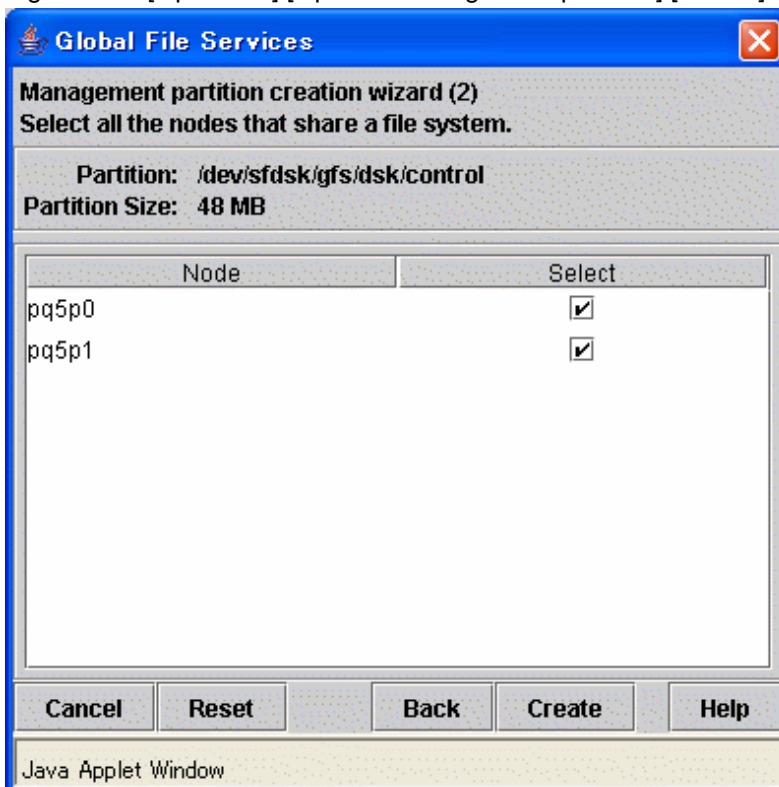 Global File Services
Management partition creation wizard (2)
Select all the nodes that share a file system.
Partition: /dev/sfdsk/gfs/dsk/control
Partition Size: 48 MB
Node Select
pq5p0
pq5p1
Cancel Reset Back Create Help
Java Applet Window